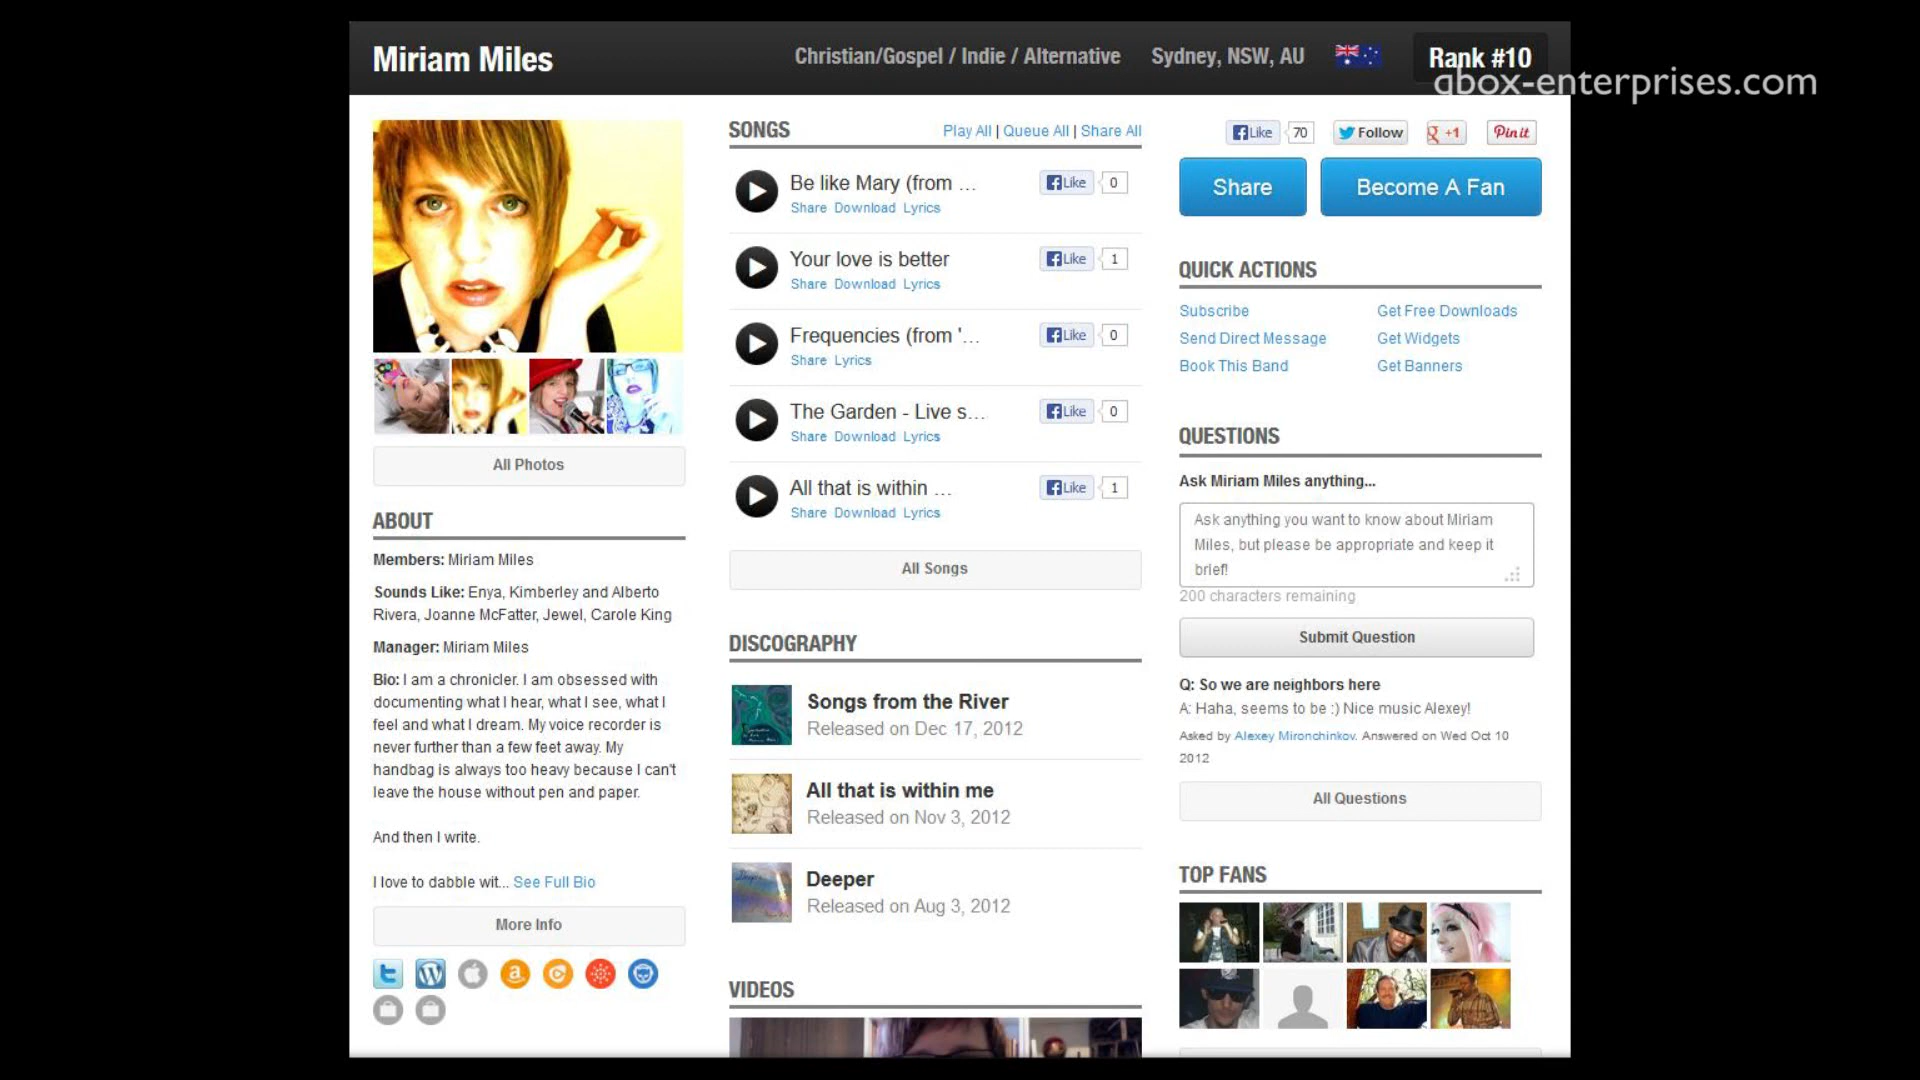 Miriam Miles
Christian/Gospel / Indie / Alternative
Sydney, NSW, AU
Rank #10
qbox-enterprises.com
All Photos
ABOUT
Members: Miriam Miles
Sounds Like: Enya, Kimberley and Alberto
Rivera, Joanne McFatter, Jewel, Carole King
Manager: Miriam Miles
Bio: I am a chronicler. I am obsessed with
documenting what I hear, what I see, what I
feel and what I dream. My voice recorder is
never further than a few feet away. My
handbag is always too heavy because I can't
leave the house without pen and paper.
And then I write.
I love to dabble wit... See Full Bio
More Info
SONGS
Play All | Queue All | Share All
Be like Mary (from ...
Like 0
Share Download Lyrics
Your love is better
Like 1
Share Download Lyrics
Frequencies (from '...
Like 0
Share Lyrics
The Garden - Live s...
Like 0
Share Download Lyrics
All that is within ...
Like 1
Share Download Lyrics
All Songs
DISCOGRAPHY
Songs from the River
Released on Dec 17, 2012
All that is within me
Released on Nov 3, 2012
Deeper
Released on Aug 3, 2012
VIDEOS
Like 70 Follow +1 Pin it
Share
Become A Fan
QUICK ACTIONS
Subscribe
Get Free Downloads
Send Direct Message
Get Widgets
Book This Band
Get Banners
QUESTIONS
Ask Miriam Miles anything...
Ask anything you want to know about Miriam
Miles, but please be appropriate and keep it
brief!
200 characters remaining
Submit Question
Q: So we are neighbors here
A: Haha, seems to be :) Nice music Alexey!
Asked by Alexey Mironchinkov. Answered on Wed Oct 10
2012
All Questions
TOP FANS